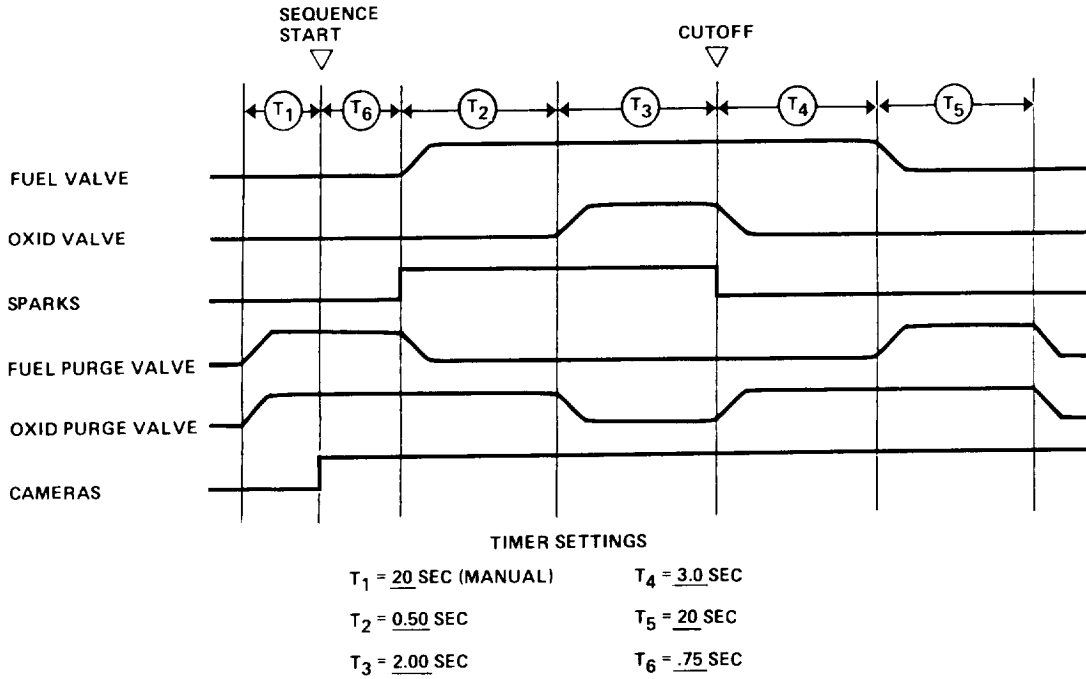 SEQUENCE
START
CUTOFF
T1 T6 T2 T3 T4 T5
FUEL VALVE
OXID VALVE
SPARKS
FUEL PURGE VALVE
OXID PURGE VALVE
CAMERAS
TIMER SETTINGS
T1 = 20 SEC (MANUAL) T4 = 3.0 SEC
T2 = 0.50 SEC T5 = 20 SEC
T3 = 2.00 SEC T6 = .75 SEC